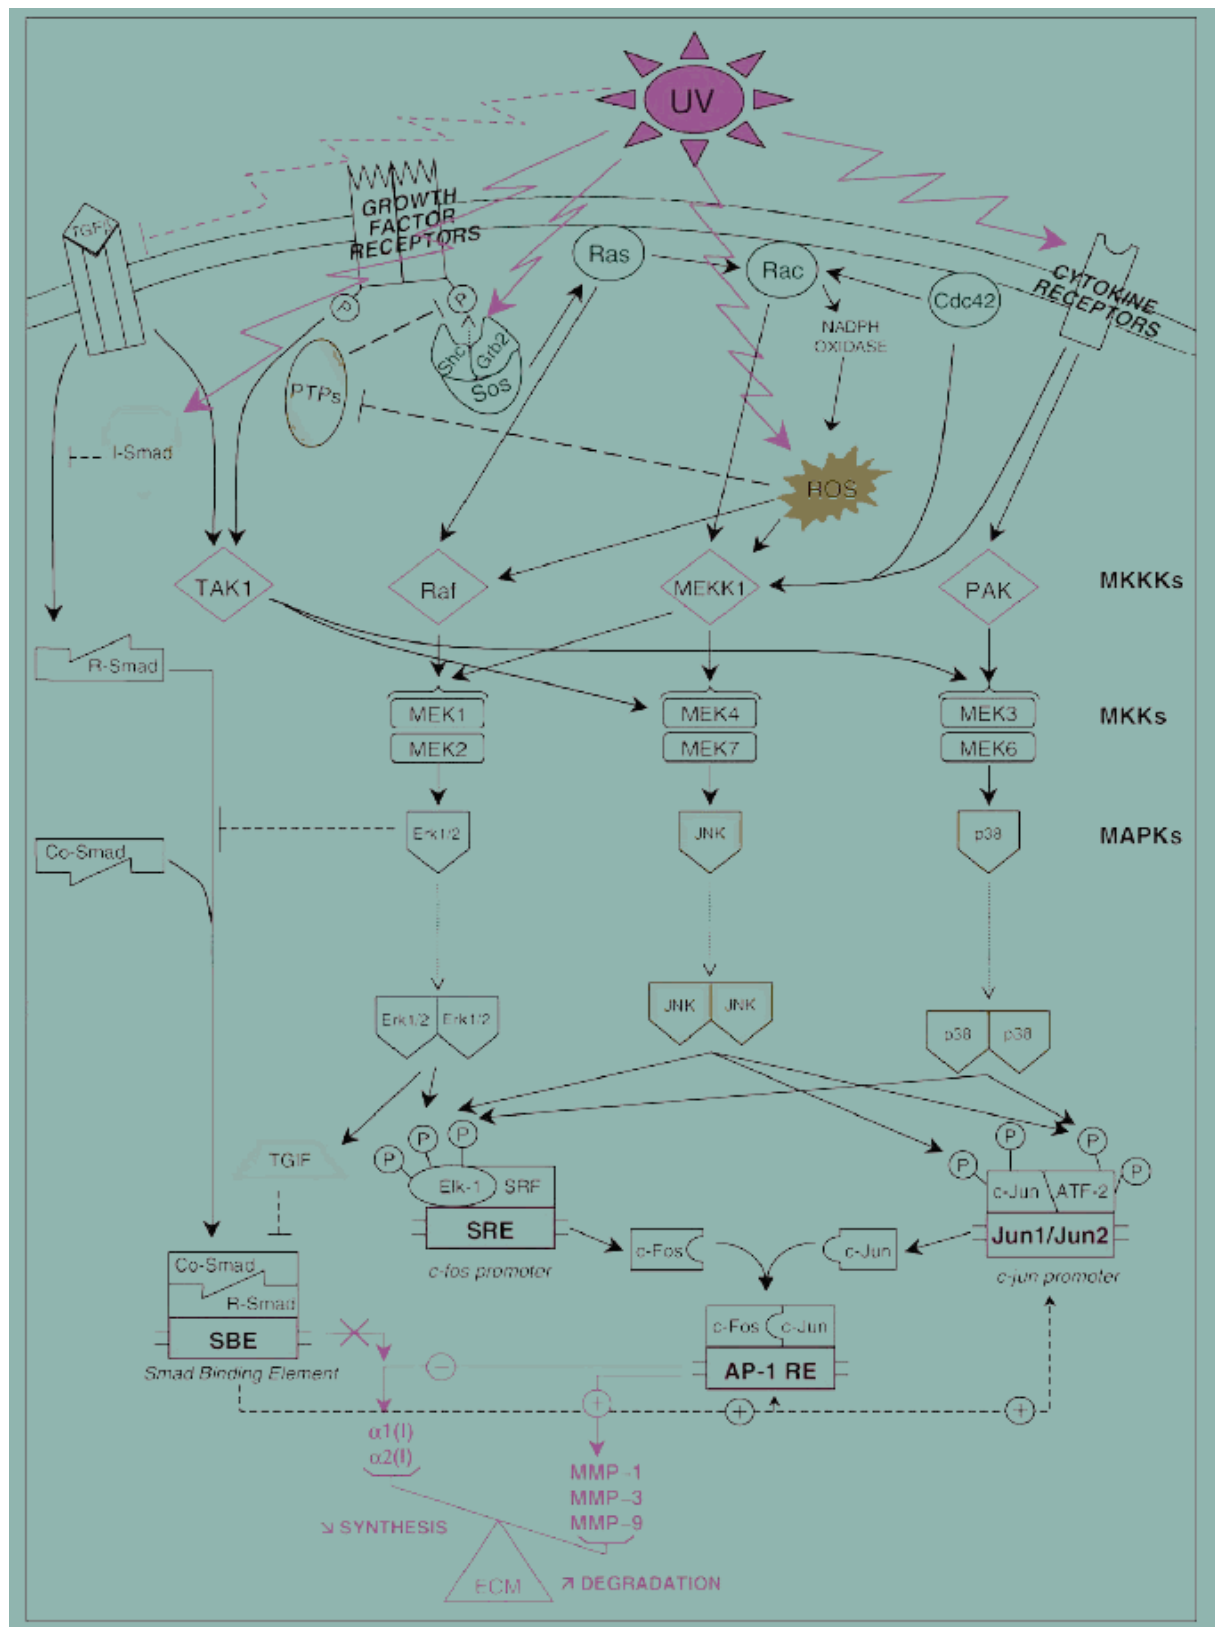 UV
GROWTH
FACTOR
RECEPTORS
Ras
Rac
Cdc42
CYTOKINE
RECEPTORS
P
P
NADPH
OXIDASE
Shc
Grb2
Sos
PTPs
I-Smad
ROS
TAK1
Raf
MEKK1
PAK
MKKKs
R-Smad
MEK1
MEK4
MEK3
MKKs
MEK2
MEK7
MEK6
Erk1/2
JNK
p38
MAPKs
Co-Smad
Erk1/2
Erk1/2
JNK
JNK
p38
p38
P
P
P
P
P
P
P
TGIF
Elk-1
SRF
c-Jun
ATF-2
SRE
Jun1/Jun2
c-fos promoter
c-Fos
c-Jun
c-jun promoter
Co-Smad
R-Smad
SBE
Smad Binding Element
c-Fos
c-Jun
AP-1 RE
−
+
+
+
α1(I)
α2(I)
MMP-1
MMP-3
MMP-9
↘ SYNTHESIS
ECM
↗ DEGRADATION